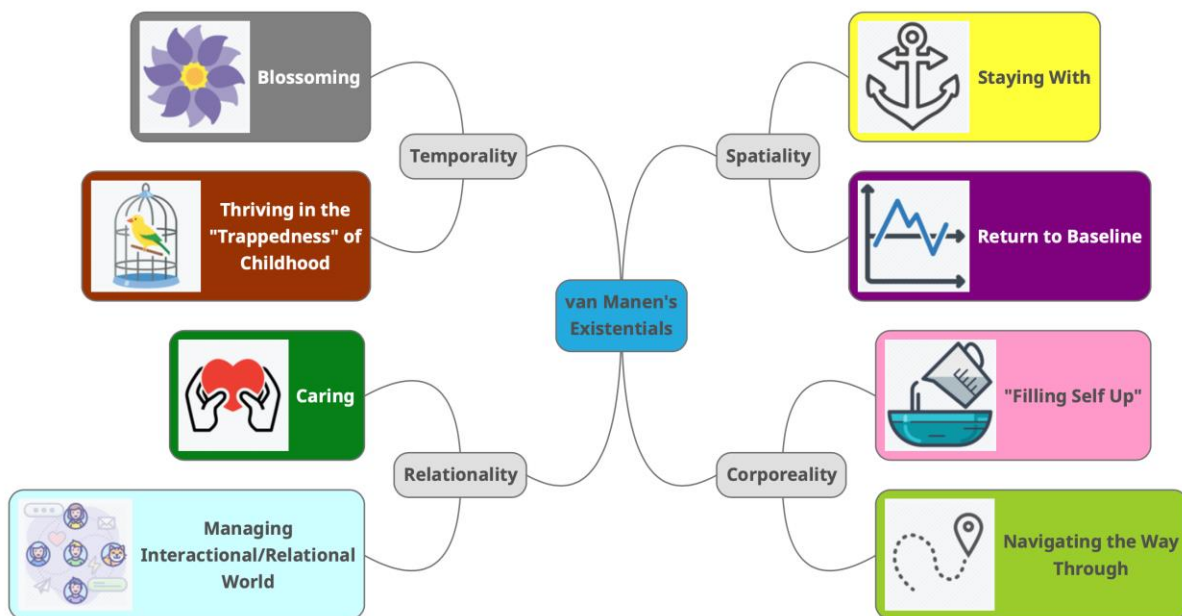 Blossoming
Temporality
Thriving in the
"Trappedness" of
Childhood
Staying With
Spatiality
Return to Baseline
van Manen's
Existentials
Caring
Relationality
Managing
Interactional/Relational
World
"Filling Self Up"
Corporeality
Navigating the Way
Through